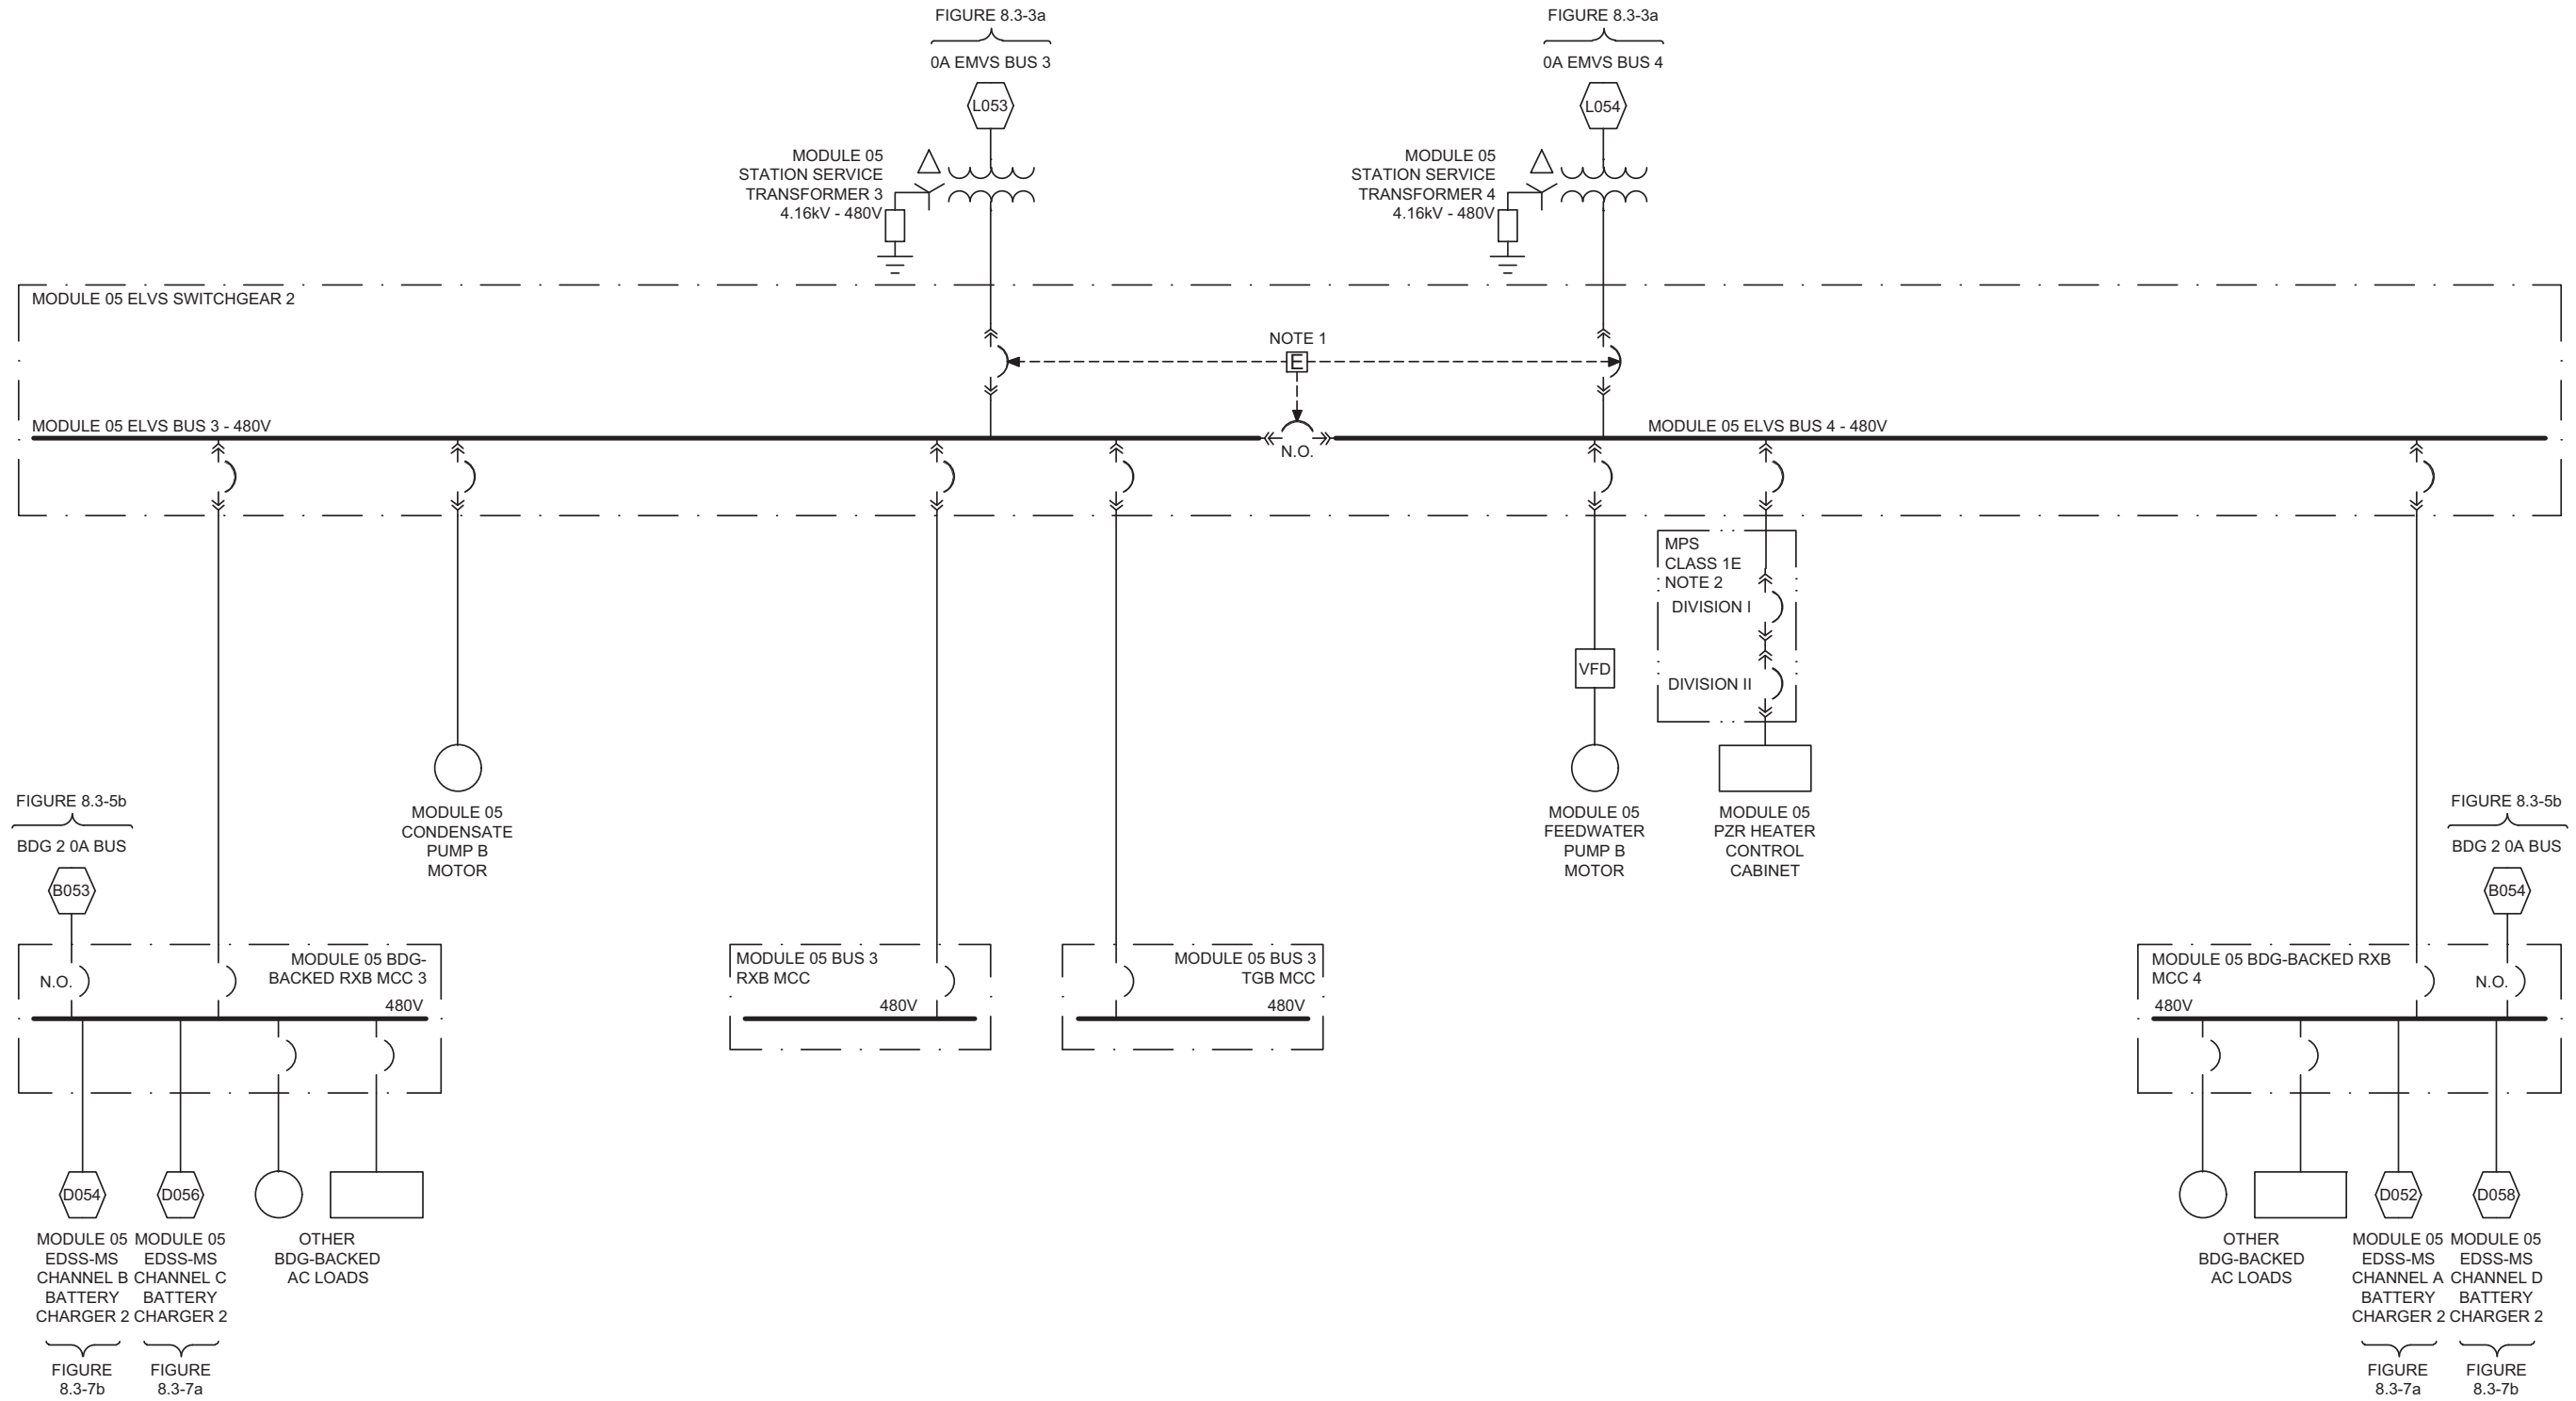 FIGURE 8.3-3a
0A EMVS BUS 3
L053
MODULE 05
STATION SERVICE
TRANSFORMER 3
4.16kV - 480V
FIGURE 8.3-3a
0A EMVS BUS 4
L054
MODULE 05
STATION SERVICE
TRANSFORMER 4
4.16kV - 480V
MODULE 05 ELVS SWITCHGEAR 2
NOTE 1
E
MODULE 05 ELVS BUS 3 - 480V
N.O.
MODULE 05 ELVS BUS 4 - 480V
MPS
CLASS 1E
NOTE 2
DIVISION I
DIVISION II
VFD
MODULE 05
CONDENSATE
PUMP B
MOTOR
MODULE 05
FEEDWATER
PUMP B
MOTOR
MODULE 05
PZR HEATER
CONTROL
CABINET
FIGURE 8.3-5b
BDG 2 0A BUS
B053
FIGURE 8.3-5b
BDG 2 0A BUS
B054
N.O.
MODULE 05 BDG-
BACKED RXB MCC 3
480V
MODULE 05 BUS 3
RXB MCC
480V
MODULE 05 BUS 3
TGB MCC
480V
MODULE 05 BDG-BACKED RXB
MCC 4
480V
N.O.
D054
MODULE 05
EDSS-MS
CHANNEL B
BATTERY
CHARGER 2
FIGURE
8.3-7b
D056
MODULE 05
EDSS-MS
CHANNEL C
BATTERY
CHARGER 2
FIGURE
8.3-7a
OTHER
BDG-BACKED
AC LOADS
OTHER
BDG-BACKED
AC LOADS
D052
MODULE 05
EDSS-MS
CHANNEL A
BATTERY
CHARGER 2
FIGURE
8.3-7a
D058
MODULE 05
EDSS-MS
CHANNEL D
BATTERY
CHARGER 2
FIGURE
8.3-7b